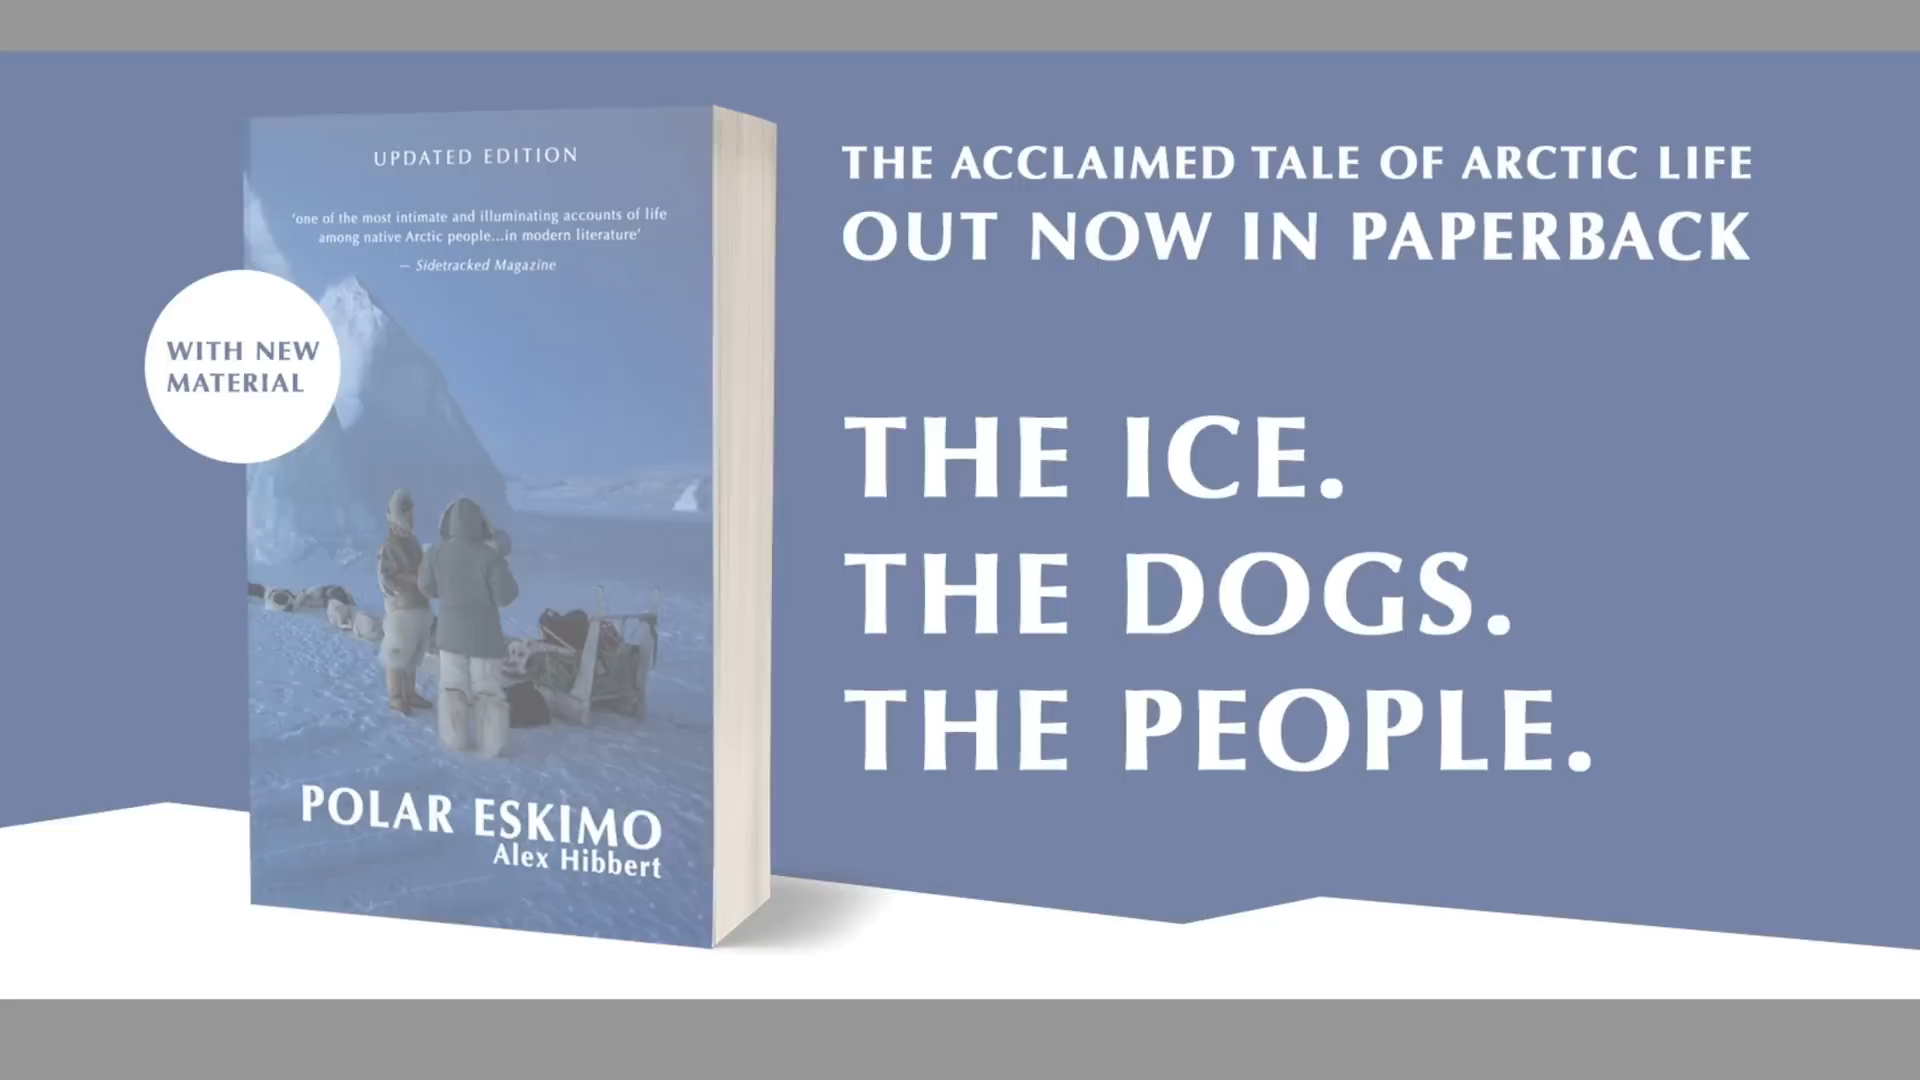 UPDATED EDITION
'one of the most intimate and illuminating accounts of life
among native Arctic people...in modern literature'
– Sidetracked Magazine
WITH NEW
MATERIAL
POLAR ESKIMO
Alex Hibbert
THE ACCLAIMED TALE OF ARCTIC LIFE
OUT NOW IN PAPERBACK
THE ICE.
THE DOGS.
THE PEOPLE.